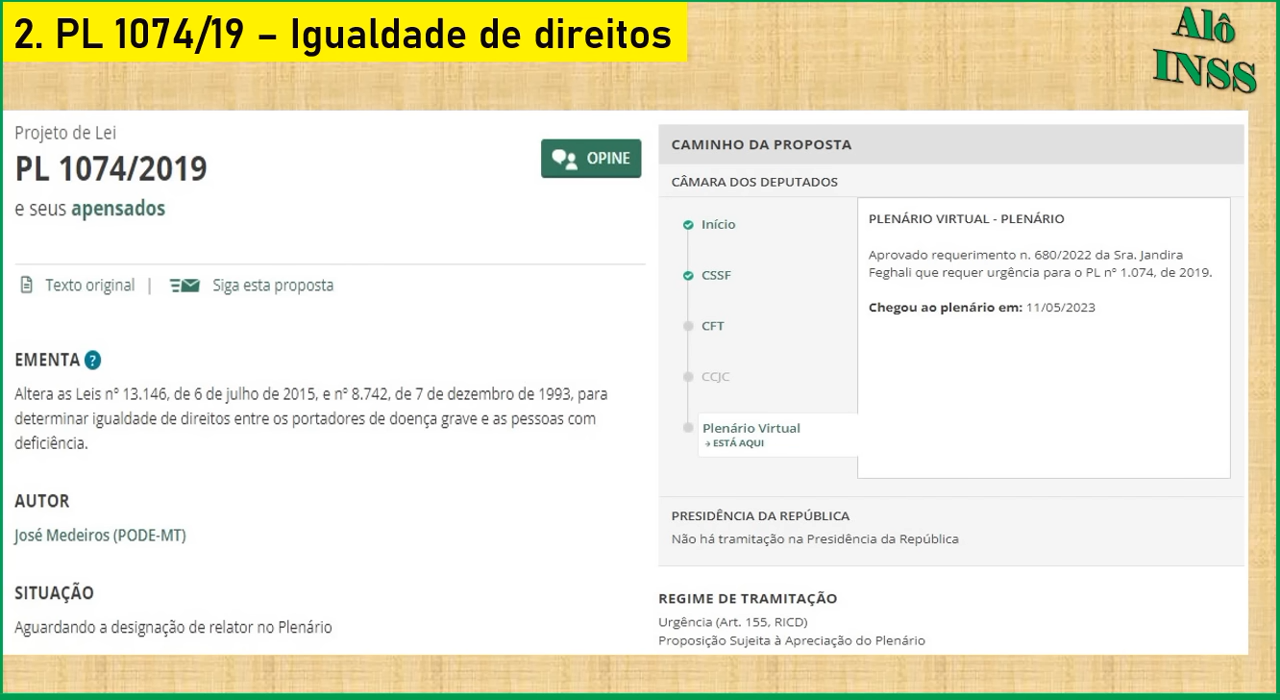 2. PL 1074/19 – Igualdade de direitos
Alô
INSS
Projeto de Lei
PL 1074/2019
e seus apensados
OPINE
Texto original | Siga esta proposta
EMENTA ?
Altera as Leis nº 13.146, de 6 de julho de 2015, e nº 8.742, de 7 de dezembro de 1993, para
determinar igualdade de direitos entre os portadores de doença grave e as pessoas com
deficiência.
AUTOR
José Medeiros (PODE-MT)
SITUAÇÃO
Aguardando a designação de relator no Plenário
CAMINHO DA PROPOSTA
CÂMARA DOS DEPUTADOS
Início
CSSF
CFT
CCJC
Plenário Virtual
→ ESTÁ AQUI
PLENÁRIO VIRTUAL - PLENÁRIO
Aprovado requerimento n. 680/2022 da Sra. Jandira
Feghali que requer urgência para o PL nº 1.074, de 2019.
Chegou ao plenário em: 11/05/2023
PRESIDÊNCIA DA REPÚBLICA
Não há tramitação na Presidência da República
REGIME DE TRAMITAÇÃO
Urgência (Art. 155, RICD)
Proposição Sujeita à Apreciação do Plenário